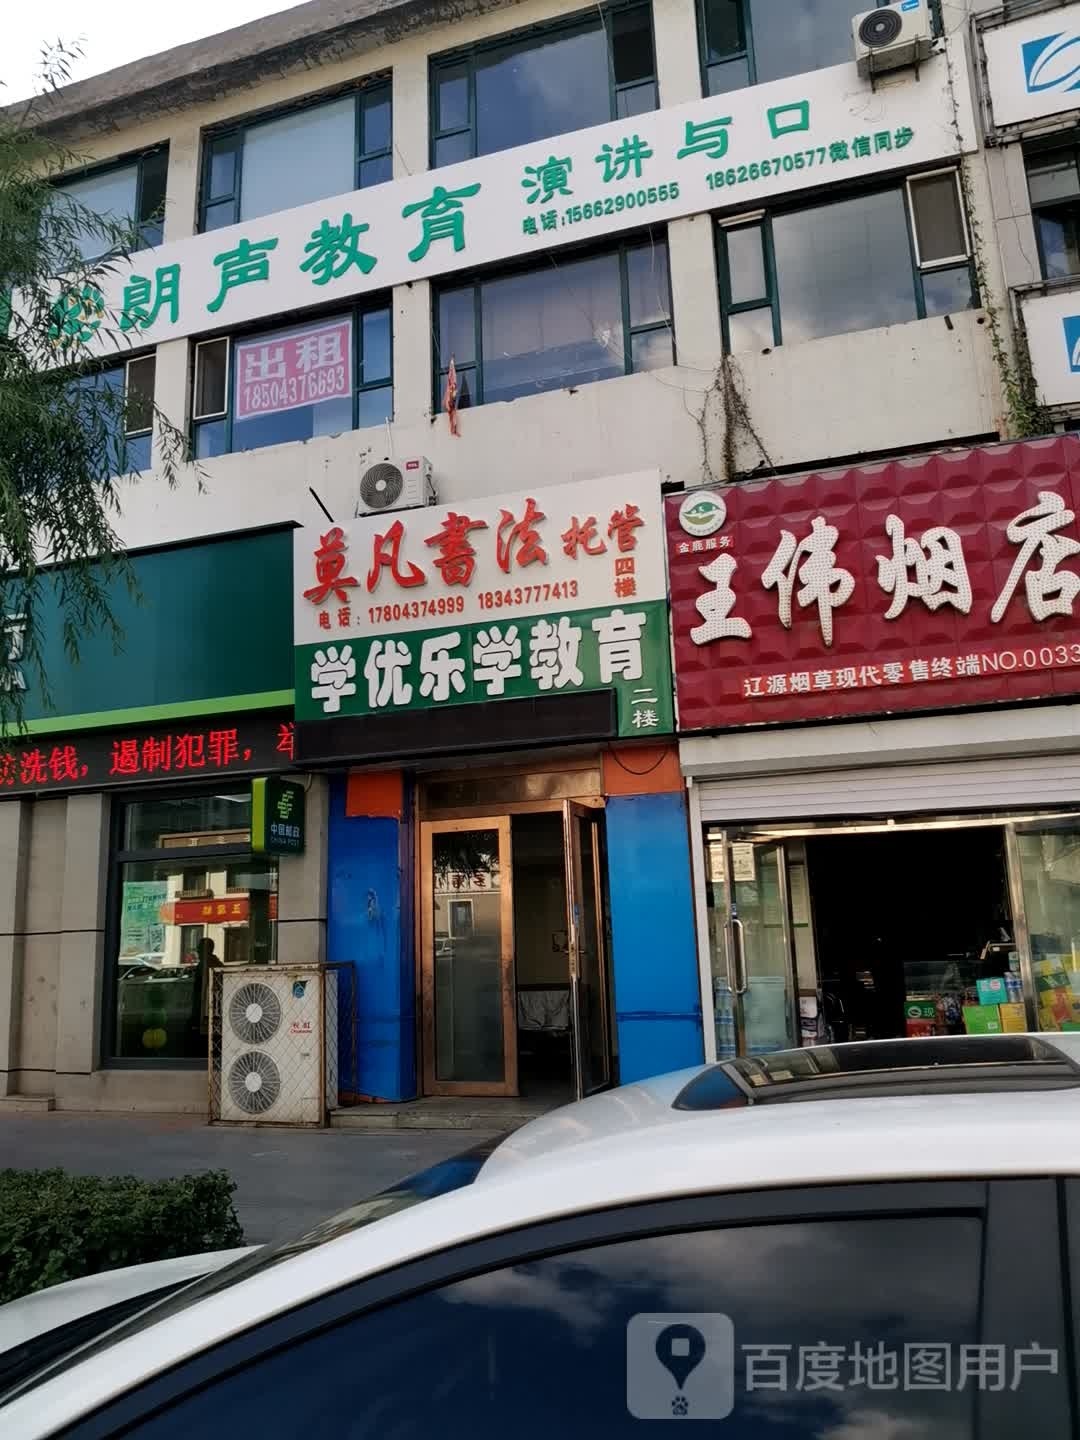 朗声教育 演讲与口
电话:15662900555 18626670577微信同步
出租
18504376693
莫凡書法托管
四楼
电话: 17804374999 18343777413
学优乐学教育
二楼
金鹿服务
王伟烟店
辽源烟草现代零售终端NO.0033
洗钱，遏制犯罪，举
中国邮政
CHINA POST
现
百度地图用户